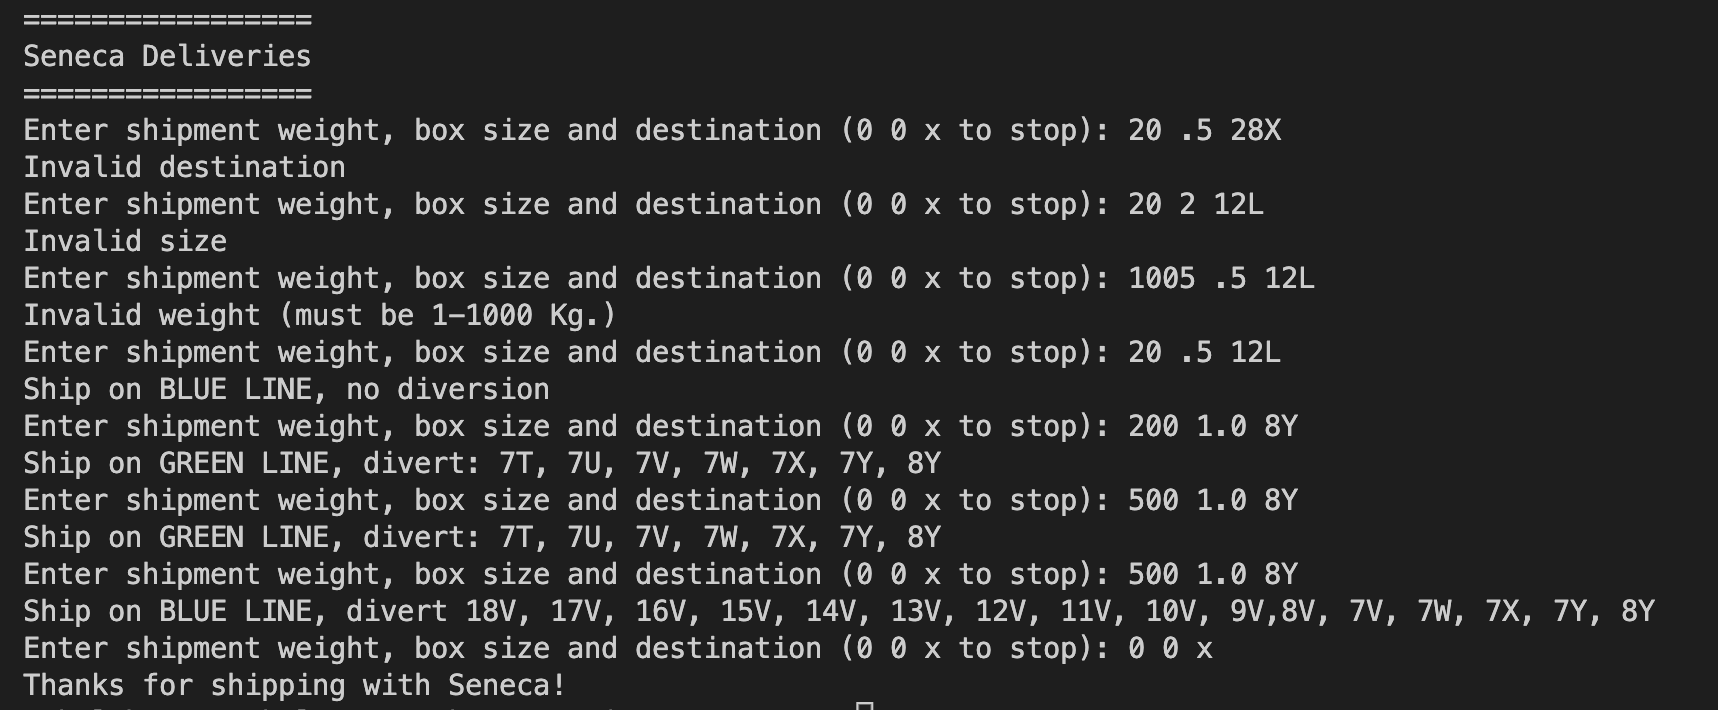 =================
Seneca Deliveries
=================
Enter shipment weight, box size and destination (0 0 x to stop): 20 .5 28X
Invalid destination
Enter shipment weight, box size and destination (0 0 x to stop): 20 2 12L
Invalid size
Enter shipment weight, box size and destination (0 0 x to stop): 1005 .5 12L
Invalid weight (must be 1-1000 Kg.)
Enter shipment weight, box size and destination (0 0 x to stop): 20 .5 12L
Ship on BLUE LINE, no diversion
Enter shipment weight, box size and destination (0 0 x to stop): 200 1.0 8Y
Ship on GREEN LINE, divert: 7T, 7U, 7V, 7W, 7X, 7Y, 8Y
Enter shipment weight, box size and destination (0 0 x to stop): 500 1.0 8Y
Ship on GREEN LINE, divert: 7T, 7U, 7V, 7W, 7X, 7Y, 8Y
Enter shipment weight, box size and destination (0 0 x to stop): 500 1.0 8Y
Ship on BLUE LINE, divert 18V, 17V, 16V, 15V, 14V, 13V, 12V, 11V, 10V, 9V,8V, 7V, 7W, 7X, 7Y, 8Y
Enter shipment weight, box size and destination (0 0 x to stop): 0 0 x
Thanks for shipping with Seneca!